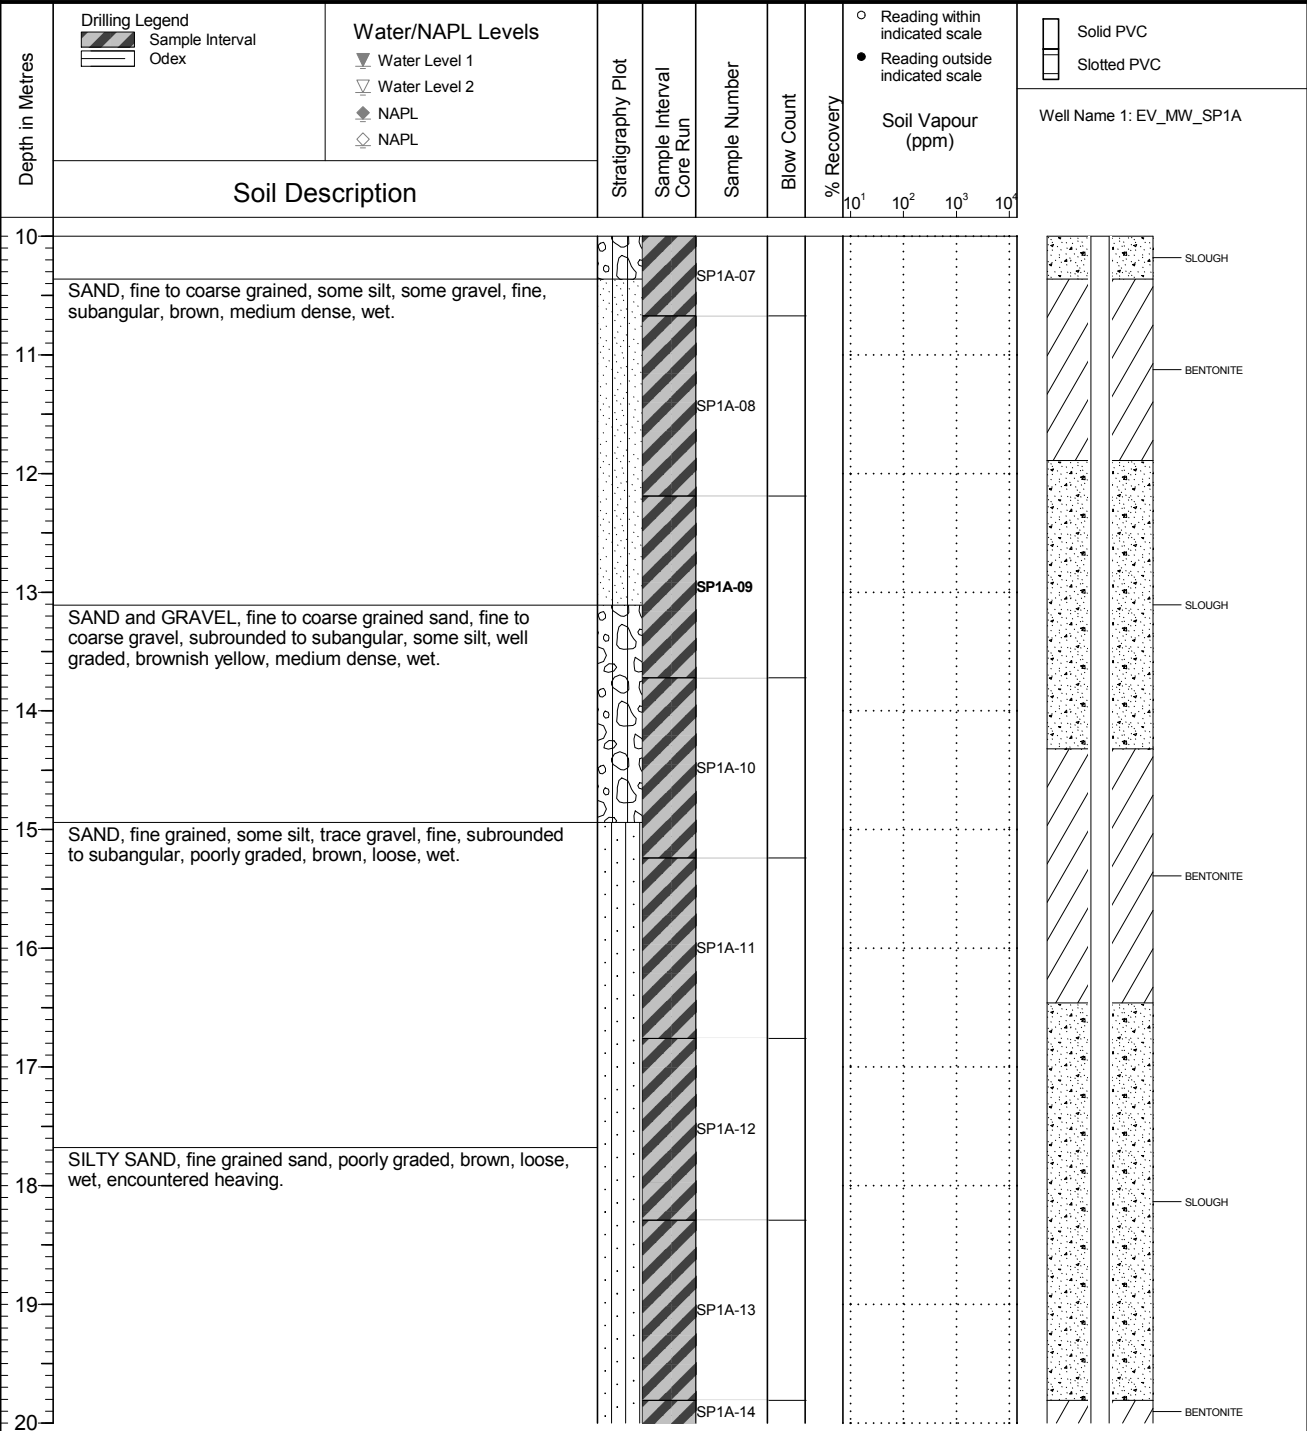 Drilling Legend
Sample Interval
Odex
Water/NAPL Levels
Water Level 1
Water Level 2
NAPL
NAPL
Depth in Metres
Soil Description
Stratigraphy Plot
Sample Interval
Core Run
Sample Number
Blow Count
% Recovery
Reading within
indicated scale
Reading outside
indicated scale
Soil Vapour
(ppm)
10¹ 10² 10³ 10⁴
Solid PVC
Slotted PVC
Well Name 1: EV_MW_SP1A
10
SLOUGH
SP1A-07
SAND, fine to coarse grained, some silt, some gravel, fine,
subangular, brown, medium dense, wet.
11
BENTONITE
SP1A-08
12
13
SP1A-09
SLOUGH
SAND and GRAVEL, fine to coarse grained sand, fine to
coarse gravel, subrounded to subangular, some silt, well
graded, brownish yellow, medium dense, wet.
14
SP1A-10
15
SAND, fine grained, some silt, trace gravel, fine, subrounded
to subangular, poorly graded, brown, loose, wet.
BENTONITE
16
SP1A-11
17
SP1A-12
SILTY SAND, fine grained sand, poorly graded, brown, loose,
wet, encountered heaving.
18
SLOUGH
19
SP1A-13
SP1A-14
BENTONITE
20